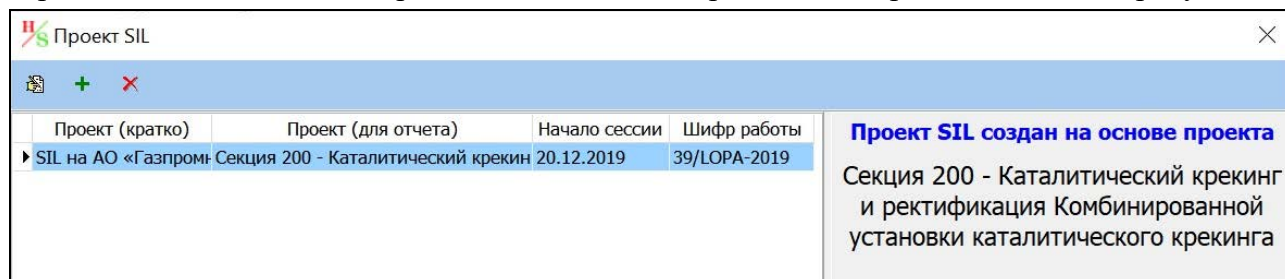 H/S Проект SIL
Проект (кратко) Проект (для отчета) Начало сессии Шифр работы
SIL на АО «Газпромн Секция 200 - Каталитический крекин 20.12.2019 39/LOPA-2019
Проект SIL создан на основе проекта
Секция 200 - Каталитический крекинг
и ректификация Комбинированной
установки каталитического крекинга